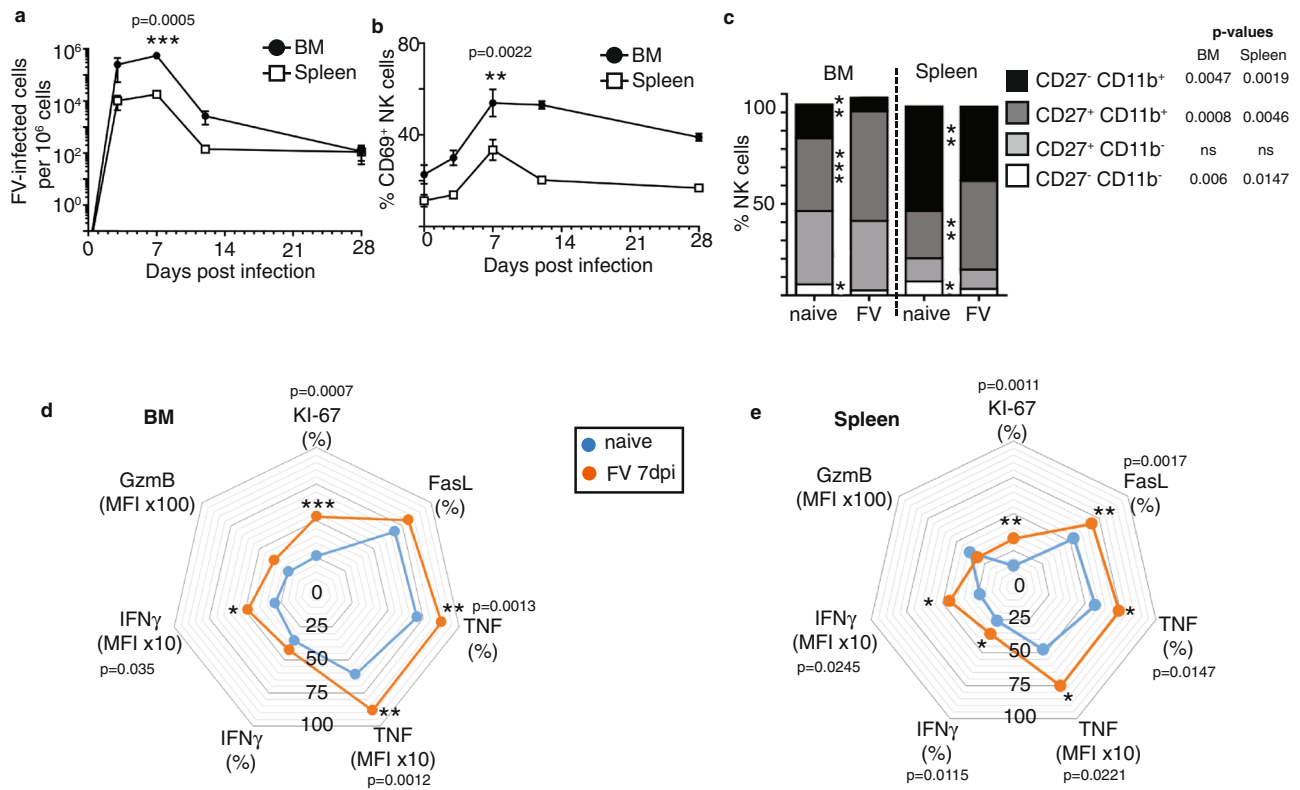 a
p=0.0005
***
BM
Spleen
FV-infected cells
per 10⁶ cells
10⁶
10⁴
10²
10⁰
0
7
14
21
28
Days post infection
b
p=0.0022
**
BM
Spleen
% CD69⁺ NK cells
80
40
0
7
14
21
28
Days post infection
c
BM
Spleen
% NK cells
100
50
**
***
*
**
**
*
naive
FV
naive
FV
p-values
BM Spleen
CD27⁻ CD11b⁺ 0.0047 0.0019
CD27⁺ CD11b⁺ 0.0008 0.0046
CD27⁺ CD11b⁻ ns ns
CD27⁻ CD11b⁻ 0.006 0.0147
d
BM
p=0.0007
KI-67
(%)
***
FasL
(%)
** p=0.0013
TNF
(%)
**
TNF
(MFI x10)
p=0.0012
IFNγ
(%)
*
IFNγ
(MFI x10)
p=0.035
GzmB
(MFI x100)
0
25
50
75
100
naive
FV 7dpi
e
Spleen
p=0.0011
KI-67
(%)
**
p=0.0017
FasL
(%)
**
*
TNF
(%)
p=0.0147
*
TNF
(MFI x10)
p=0.0221
*
IFNγ
(%)
p=0.0115
*
IFNγ
(MFI x10)
p=0.0245
GzmB
(MFI x100)
0
25
50
75
100